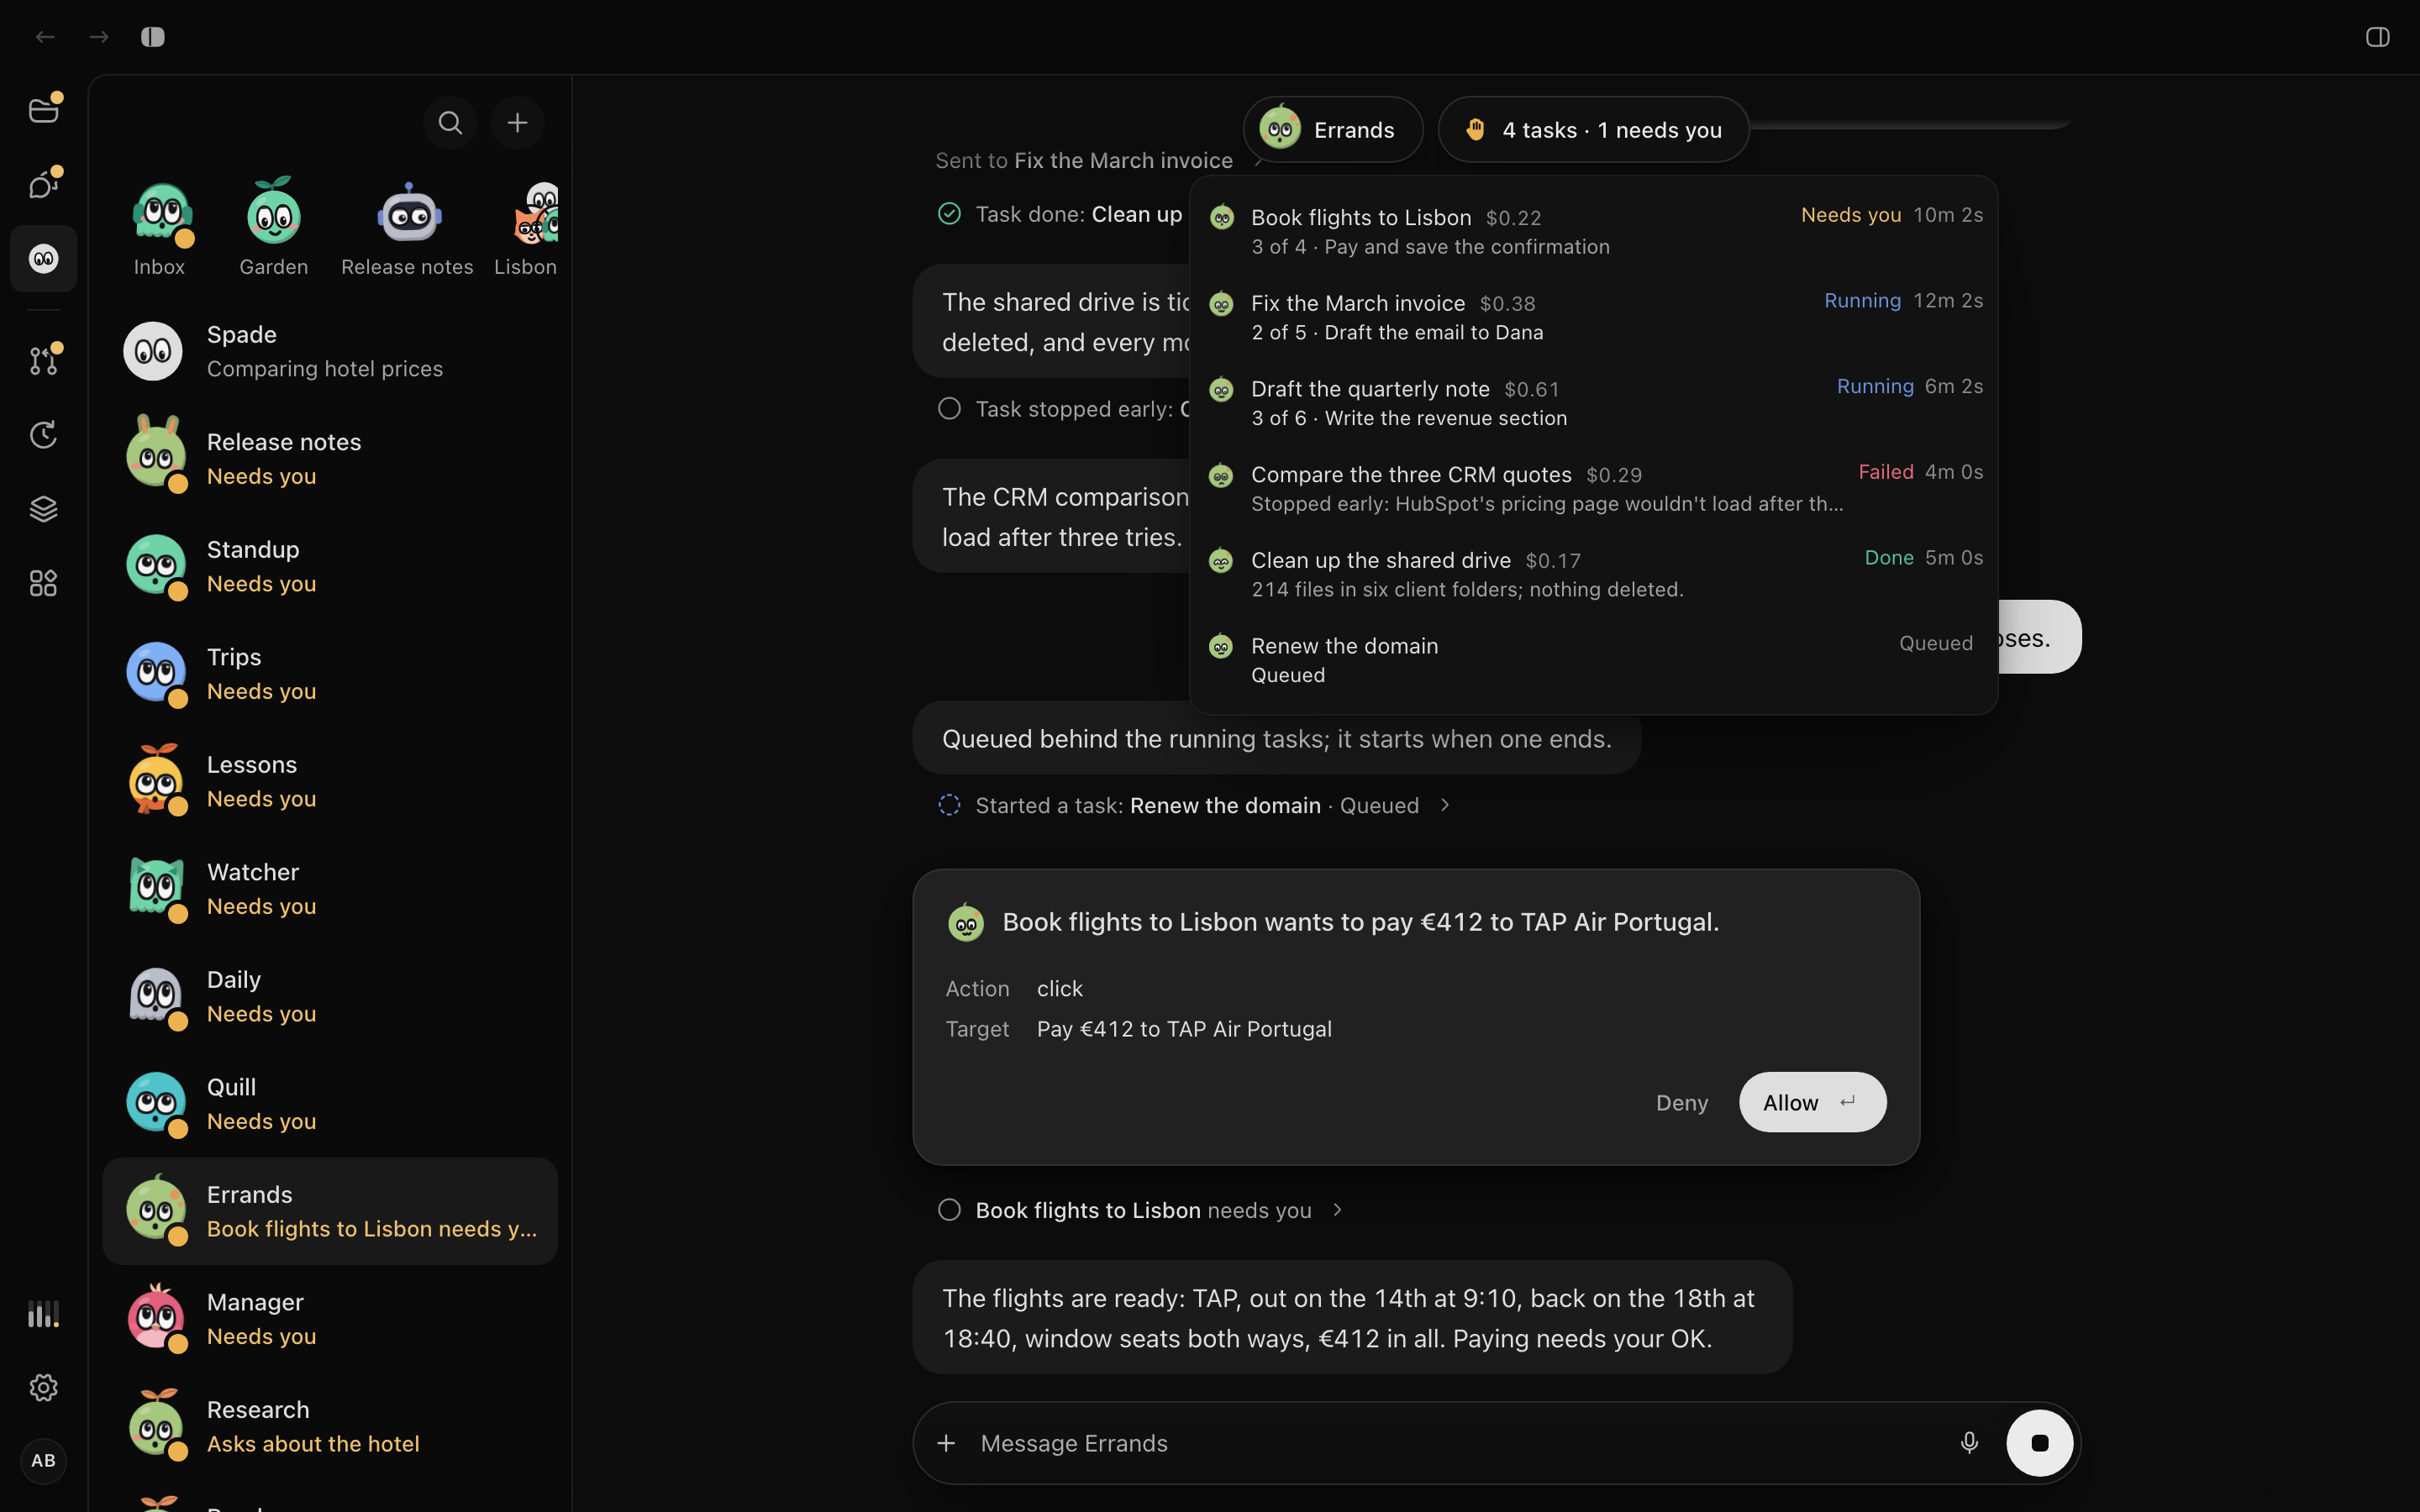 Errands
4 tasks · 1 needs you
Inbox
Garden
Release notes
Lisbon
Spade
Comparing hotel prices
Release notes
Needs you
Standup
Needs you
Trips
Needs you
Lessons
Needs you
Watcher
Needs you
Daily
Needs you
Quill
Needs you
Errands
Book flights to Lisbon needs y...
Manager
Needs you
Research
Asks about the hotel
AB
Sent to Fix the March invoice
Task done: Clean up
The shared drive is
deleted, and every
Task stopped early:
The CRM comparison
load after three tries.
Book flights to Lisbon $0.22 Needs you 10m 2s
3 of 4 · Pay and save the confirmation
Fix the March invoice $0.38 Running 12m 2s
2 of 5 · Draft the email to Dana
Draft the quarterly note $0.61 Running 6m 2s
3 of 6 · Write the revenue section
Compare the three CRM quotes $0.29 Failed 4m 0s
Stopped early: HubSpot's pricing page wouldn't load after th...
Clean up the shared drive $0.17 Done 5m 0s
214 files in six client folders; nothing deleted.
Renew the domain Queued
Queued
Queued behind the running tasks; it starts when one ends.
Started a task: Renew the domain · Queued
Book flights to Lisbon wants to pay €412 to TAP Air Portugal.
Action click
Target Pay €412 to TAP Air Portugal
Deny
Allow
Book flights to Lisbon needs you
The flights are ready: TAP, out on the 14th at 9:10, back on the 18th at
18:40, window seats both ways, €412 in all. Paying needs your OK.
Message Errands